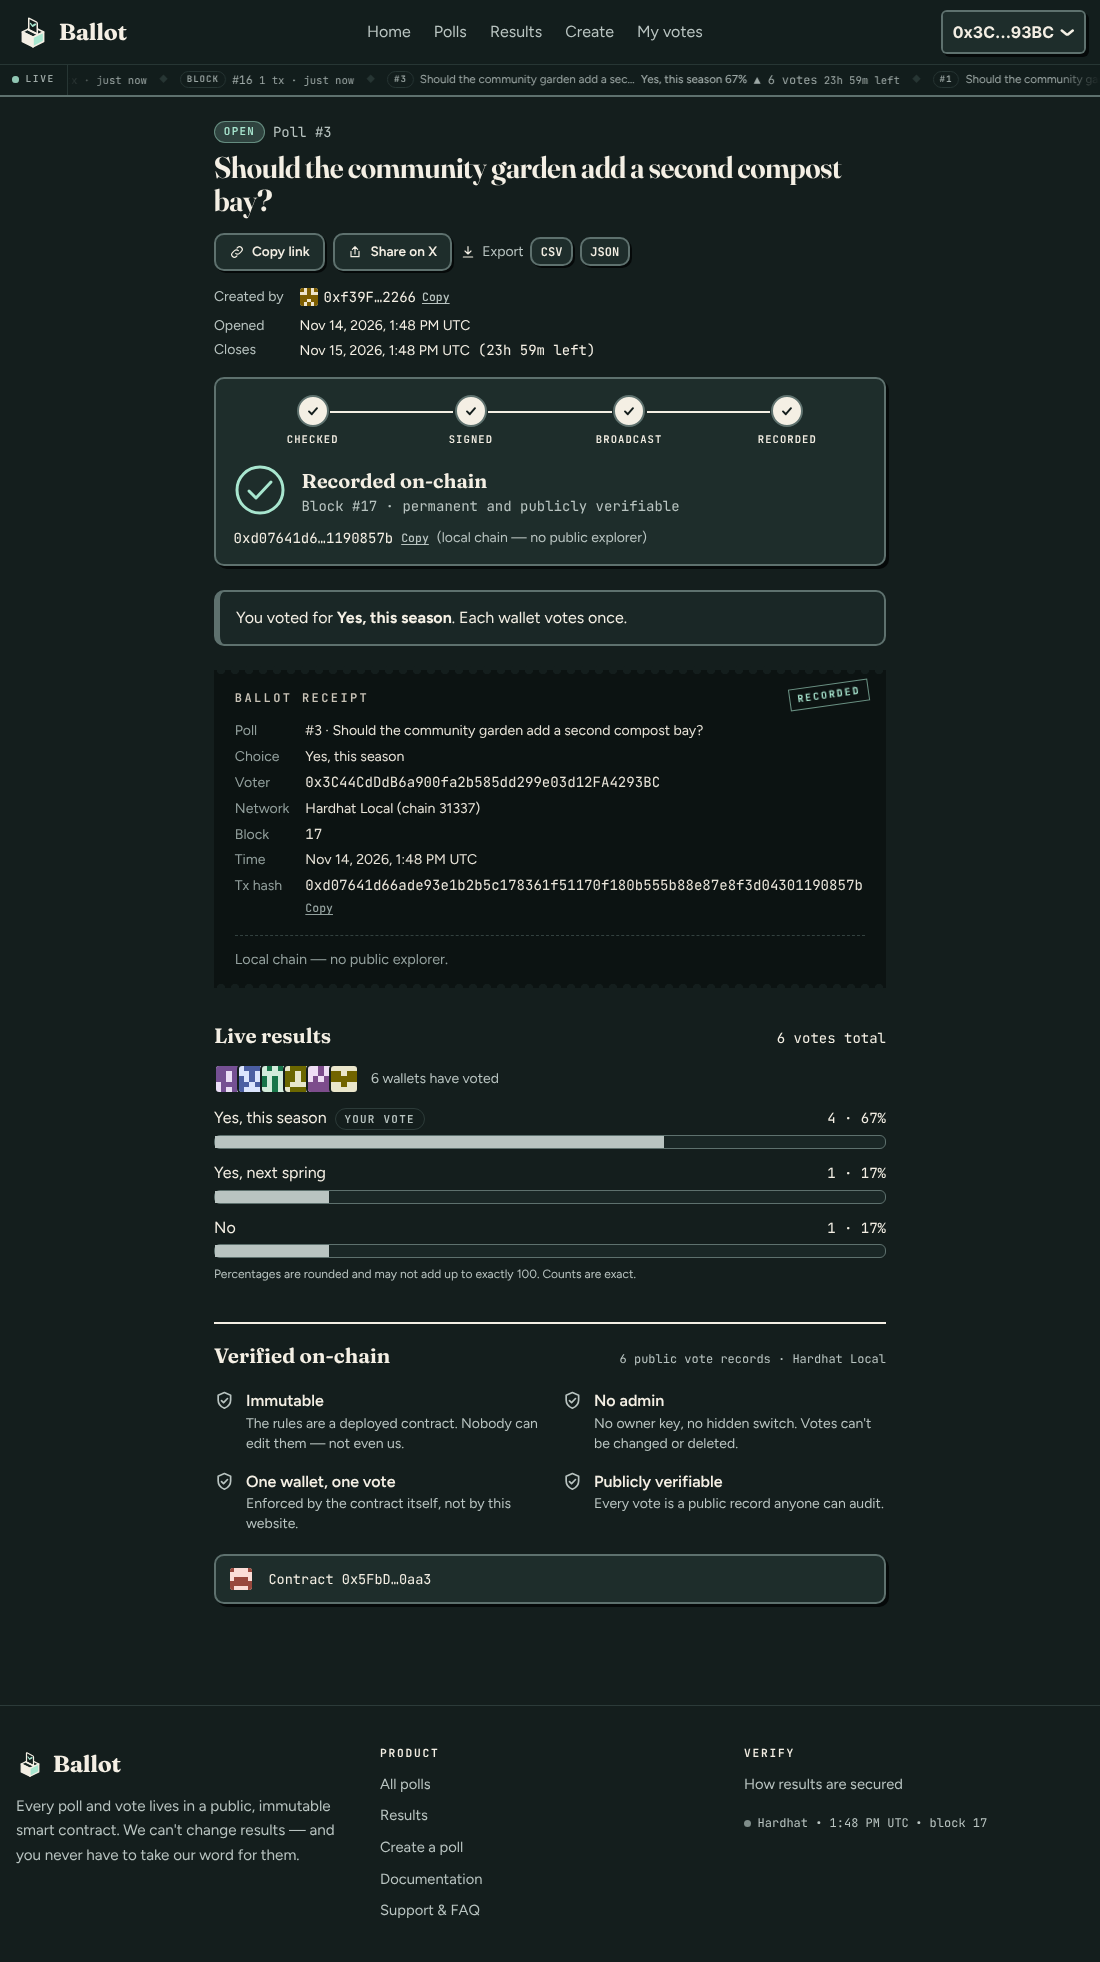 Ballot
Home Polls Results Create My votes
0x3C…93BC
LIVE
x · just now ◆ BLOCK #16 1 tx · just now ◆ #3 Should the community garden add a sec… Yes, this season 67% ▲ 6 votes 23h 59m left ◆ #1 Should the community
OPEN Poll #3
Should the community garden add a second compost
bay?
Copy link Share on X Export CSV JSON
Created by 0xf39F…2266 Copy
Opened Nov 14, 2026, 1:48 PM UTC
Closes Nov 15, 2026, 1:48 PM UTC (23h 59m left)
CHECKED SIGNED BROADCAST RECORDED
Recorded on-chain
Block #17 · permanent and publicly verifiable
0xd07641d6…1190857b Copy (local chain — no public explorer)
You voted for Yes, this season. Each wallet votes once.
BALLOT RECEIPT
RECORDED
Poll #3 · Should the community garden add a second compost bay?
Choice Yes, this season
Voter 0x3C44CdDdB6a900fa2b585dd299e03d12FA4293BC
Network Hardhat Local (chain 31337)
Block 17
Time Nov 14, 2026, 1:48 PM UTC
Tx hash 0xd07641d66ade93e1b2b5c178361f51170f180b555b88e87e8f3d04301190857b
Copy
Local chain — no public explorer.
Live results 6 votes total
6 wallets have voted
Yes, this season YOUR VOTE 4 · 67%
Yes, next spring 1 · 17%
No 1 · 17%
Percentages are rounded and may not add up to exactly 100. Counts are exact.
Verified on-chain 6 public vote records · Hardhat Local
Immutable
The rules are a deployed contract. Nobody can
edit them — not even us.
No admin
No owner key, no hidden switch. Votes can't
be changed or deleted.
One wallet, one vote
Enforced by the contract itself, not by this
website.
Publicly verifiable
Every vote is a public record anyone can audit.
Contract 0x5FbD…0aa3
Ballot
Every poll and vote lives in a public, immutable
smart contract. We can't change results — and
you never have to take our word for them.
PRODUCT
All polls
Results
Create a poll
Documentation
Support & FAQ
VERIFY
How results are secured
Hardhat • 1:48 PM UTC • block 17